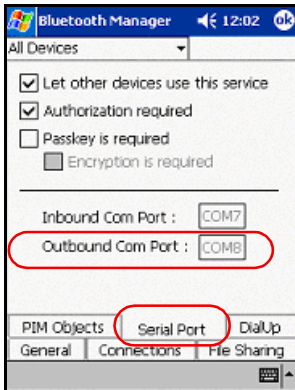 Bluetooth Manager 12:02 ok
All Devices
Let other devices use this service
Authorization required
Passkey is required
Encryption is required
Inbound Com Port : COM7
Outbound Com Port : COM8
PIM Objects Serial Port DialUp
General Connections File Sharing